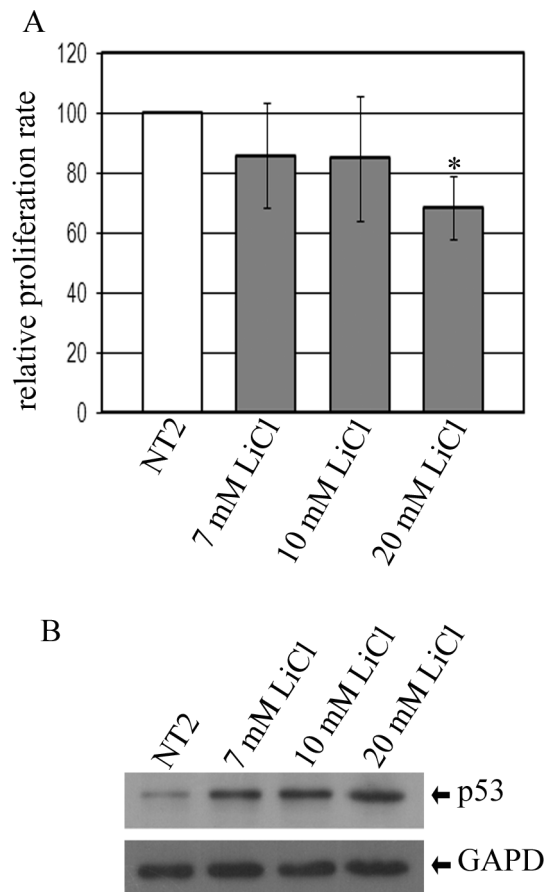 A
relative proliferation rate
120
100
80
60
40
20
0
*
NT2
7 mM LiCl
10 mM LiCl
20 mM LiCl
B
NT2
7 mM LiCl
10 mM LiCl
20 mM LiCl
p53
GAPD